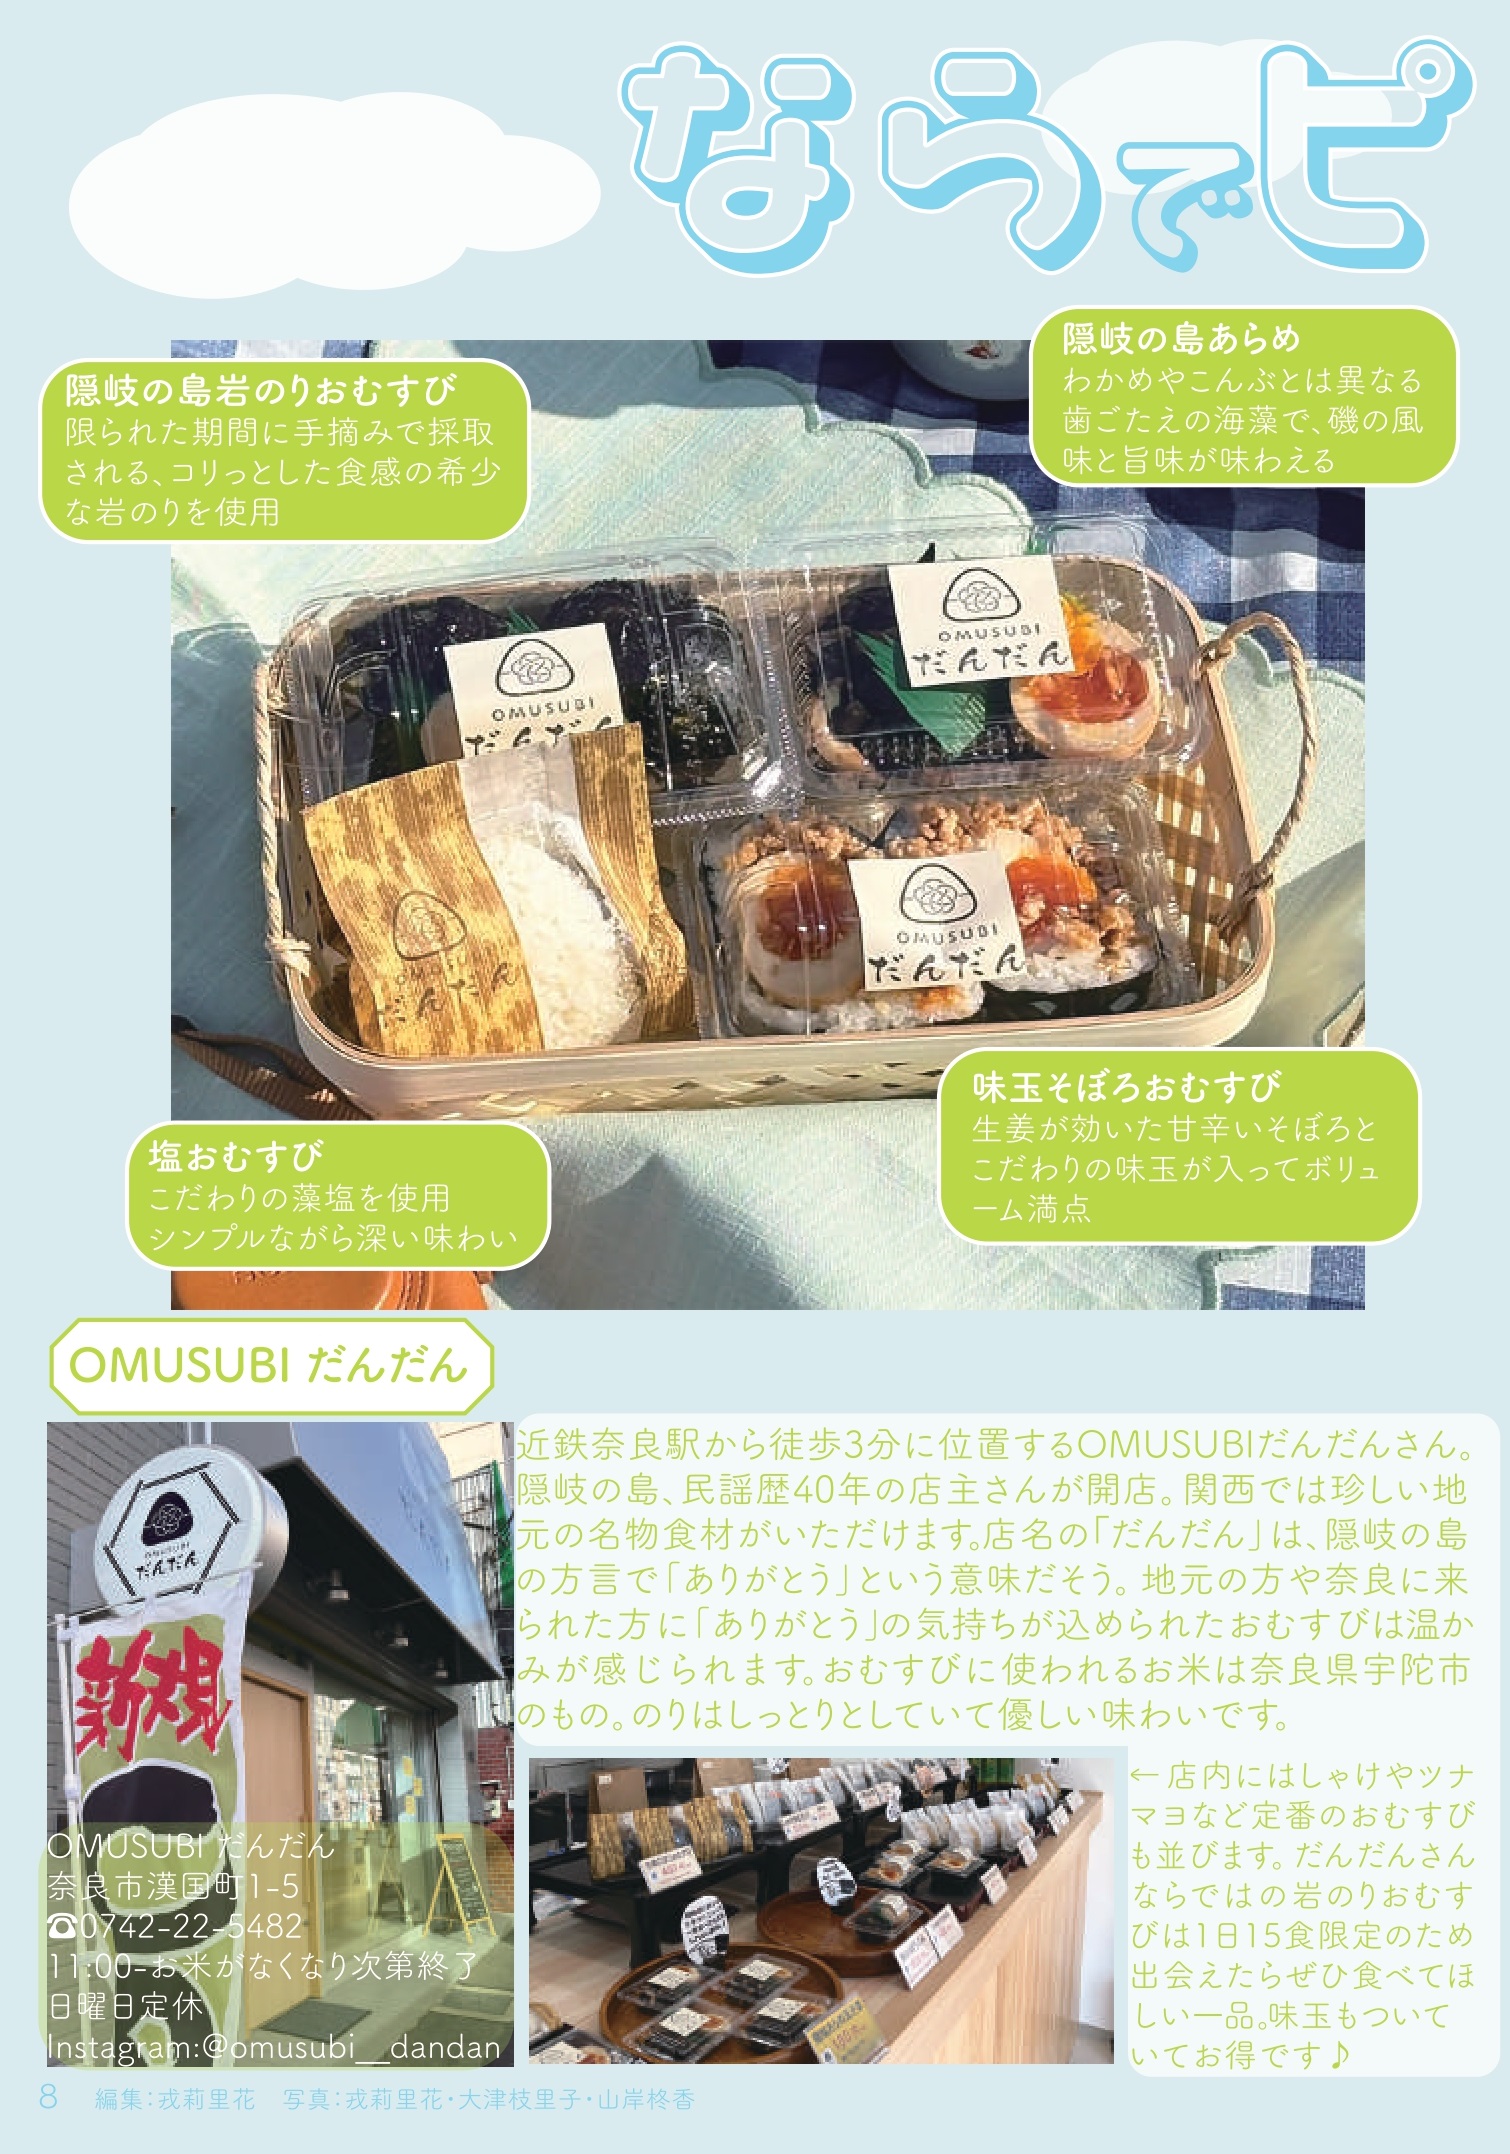 ならでピ
隠岐の島岩のりおむすび
限られた期間に手摘みで採取
される、コリっとした食感の希少
な岩のりを使用
隠岐の島あらめ
わかめやこんぶとは異なる
歯ごたえの海藻で、磯の風
味と旨味が味わえる
OMUSUBI
だんだん
OMUSUBI
だんだん
OMUSUBI
だんだん
OMUSUBI
だんだん
味玉そぼろおむすび
生姜が効いた甘辛いそぼろと
こだわりの味玉が入ってボリュ
ーム満点
塩おむすび
こだわりの藻塩を使用
シンプルながら深い味わい
OMUSUBI だんだん
近鉄奈良駅から徒歩3分に位置するOMUSUBIだんだんさん。
隠岐の島、民謡歴40年の店主さんが開店。関西では珍しい地
元の名物食材がいただけます。店名の「だんだん」は、隠岐の島
の方言で「ありがとう」という意味だそう。地元の方や奈良に来
られた方に「ありがとう」の気持ちが込められたおむすびは温か
みが感じられます。おむすびに使われるお米は奈良県宇陀市
のもの。のりはしっとりとしていて優しい味わいです。
OMUSUBI
だんだん
新規
OMUSUBI だんだん
奈良市漢国町1-5
☎0742-22-5482
11:00-お米がなくなり次第終了
日曜日定休
Instagram:@omusubi__dandan
←店内にはしゃけやツナ
マヨなど定番のおむすび
も並びます。だんだんさん
ならではの岩のりおむす
びは1日15食限定のため
出会えたらぜひ食べてほ
しい一品。味玉もついて
いてお得です♪
8 編集：戎莉里花 写真：戎莉里花・大津枝里子・山岸柊香